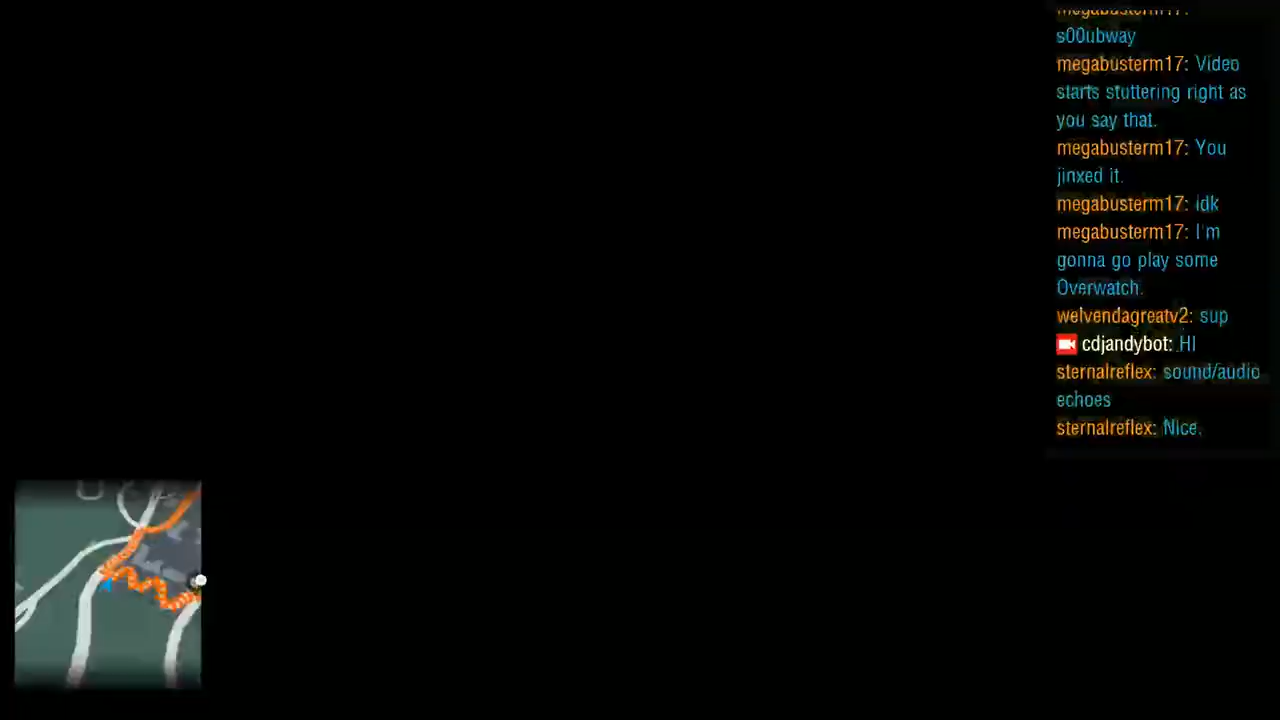 megabusterm17:
s00ubway
megabusterm17: Video
starts stuttering right as
you say that.
megabusterm17: You
jinxed it.
megabusterm17: idk
megabusterm17: I'm
gonna go play some
Overwatch.
welvendagreatv2: sup
cdjandybot: HI
sternalreflex: sound/audio
echoes
sternalreflex: Nice.